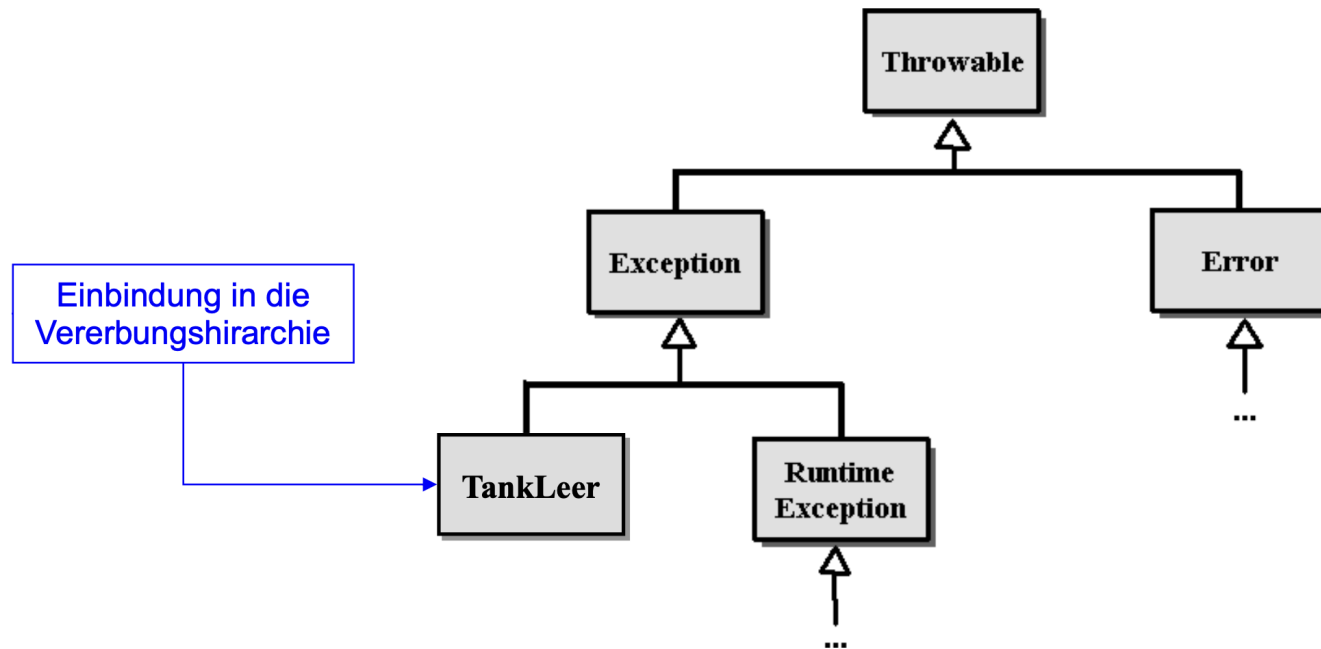 Throwable
Exception
Error
Einbindung in die
Vererbungshirarchie
...
TankLeer
Runtime
Exception
...